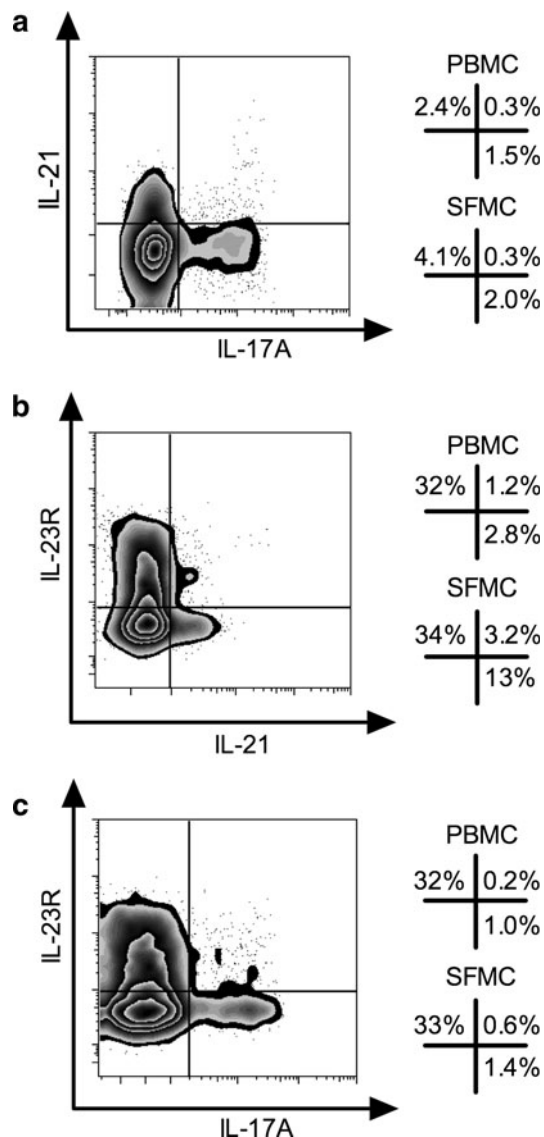 a
IL-21
IL-17A
PBMC
2.4% 0.3%
1.5%
SFMC
4.1% 0.3%
2.0%
b
IL-23R
IL-21
PBMC
32% 1.2%
2.8%
SFMC
34% 3.2%
13%
c
IL-23R
IL-17A
PBMC
32% 0.2%
1.0%
SFMC
33% 0.6%
1.4%